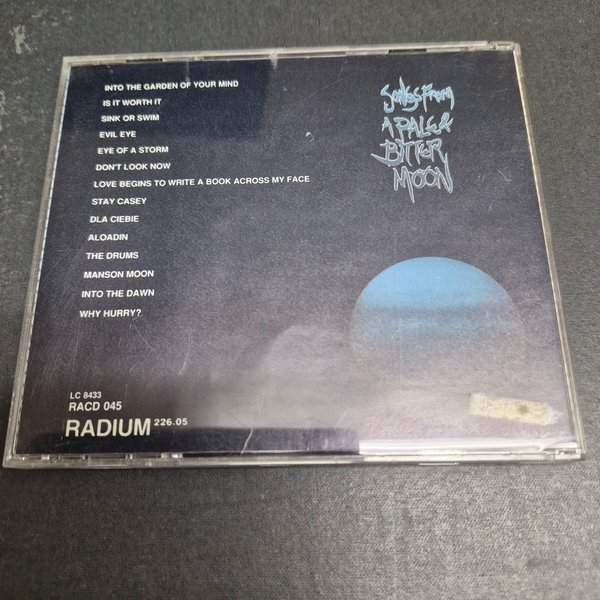 INTO THE GARDEN OF YOUR MIND
IS IT WORTH IT
SINK OR SWIM
EVIL EYE
EYE OF A STORM
DON'T LOOK NOW
LOVE BEGINS TO WRITE A BOOK ACROSS MY FACE
STAY CASEY
DLA CIEBIE
ALOADIN
THE DRUMS
MANSON MOON
INTO THE DAWN
WHY HURRY?
SONGS FROM
A PALE &
BITTER
MOON
LC 8433
RACD 045
RADIUM 226.05